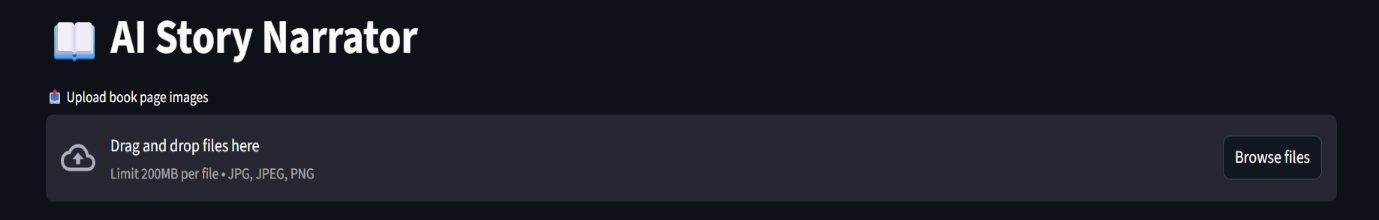 AI Story Narrator
Upload book page images
Drag and drop files here
Limit 200MB per file • JPG, JPEG, PNG
Browse files